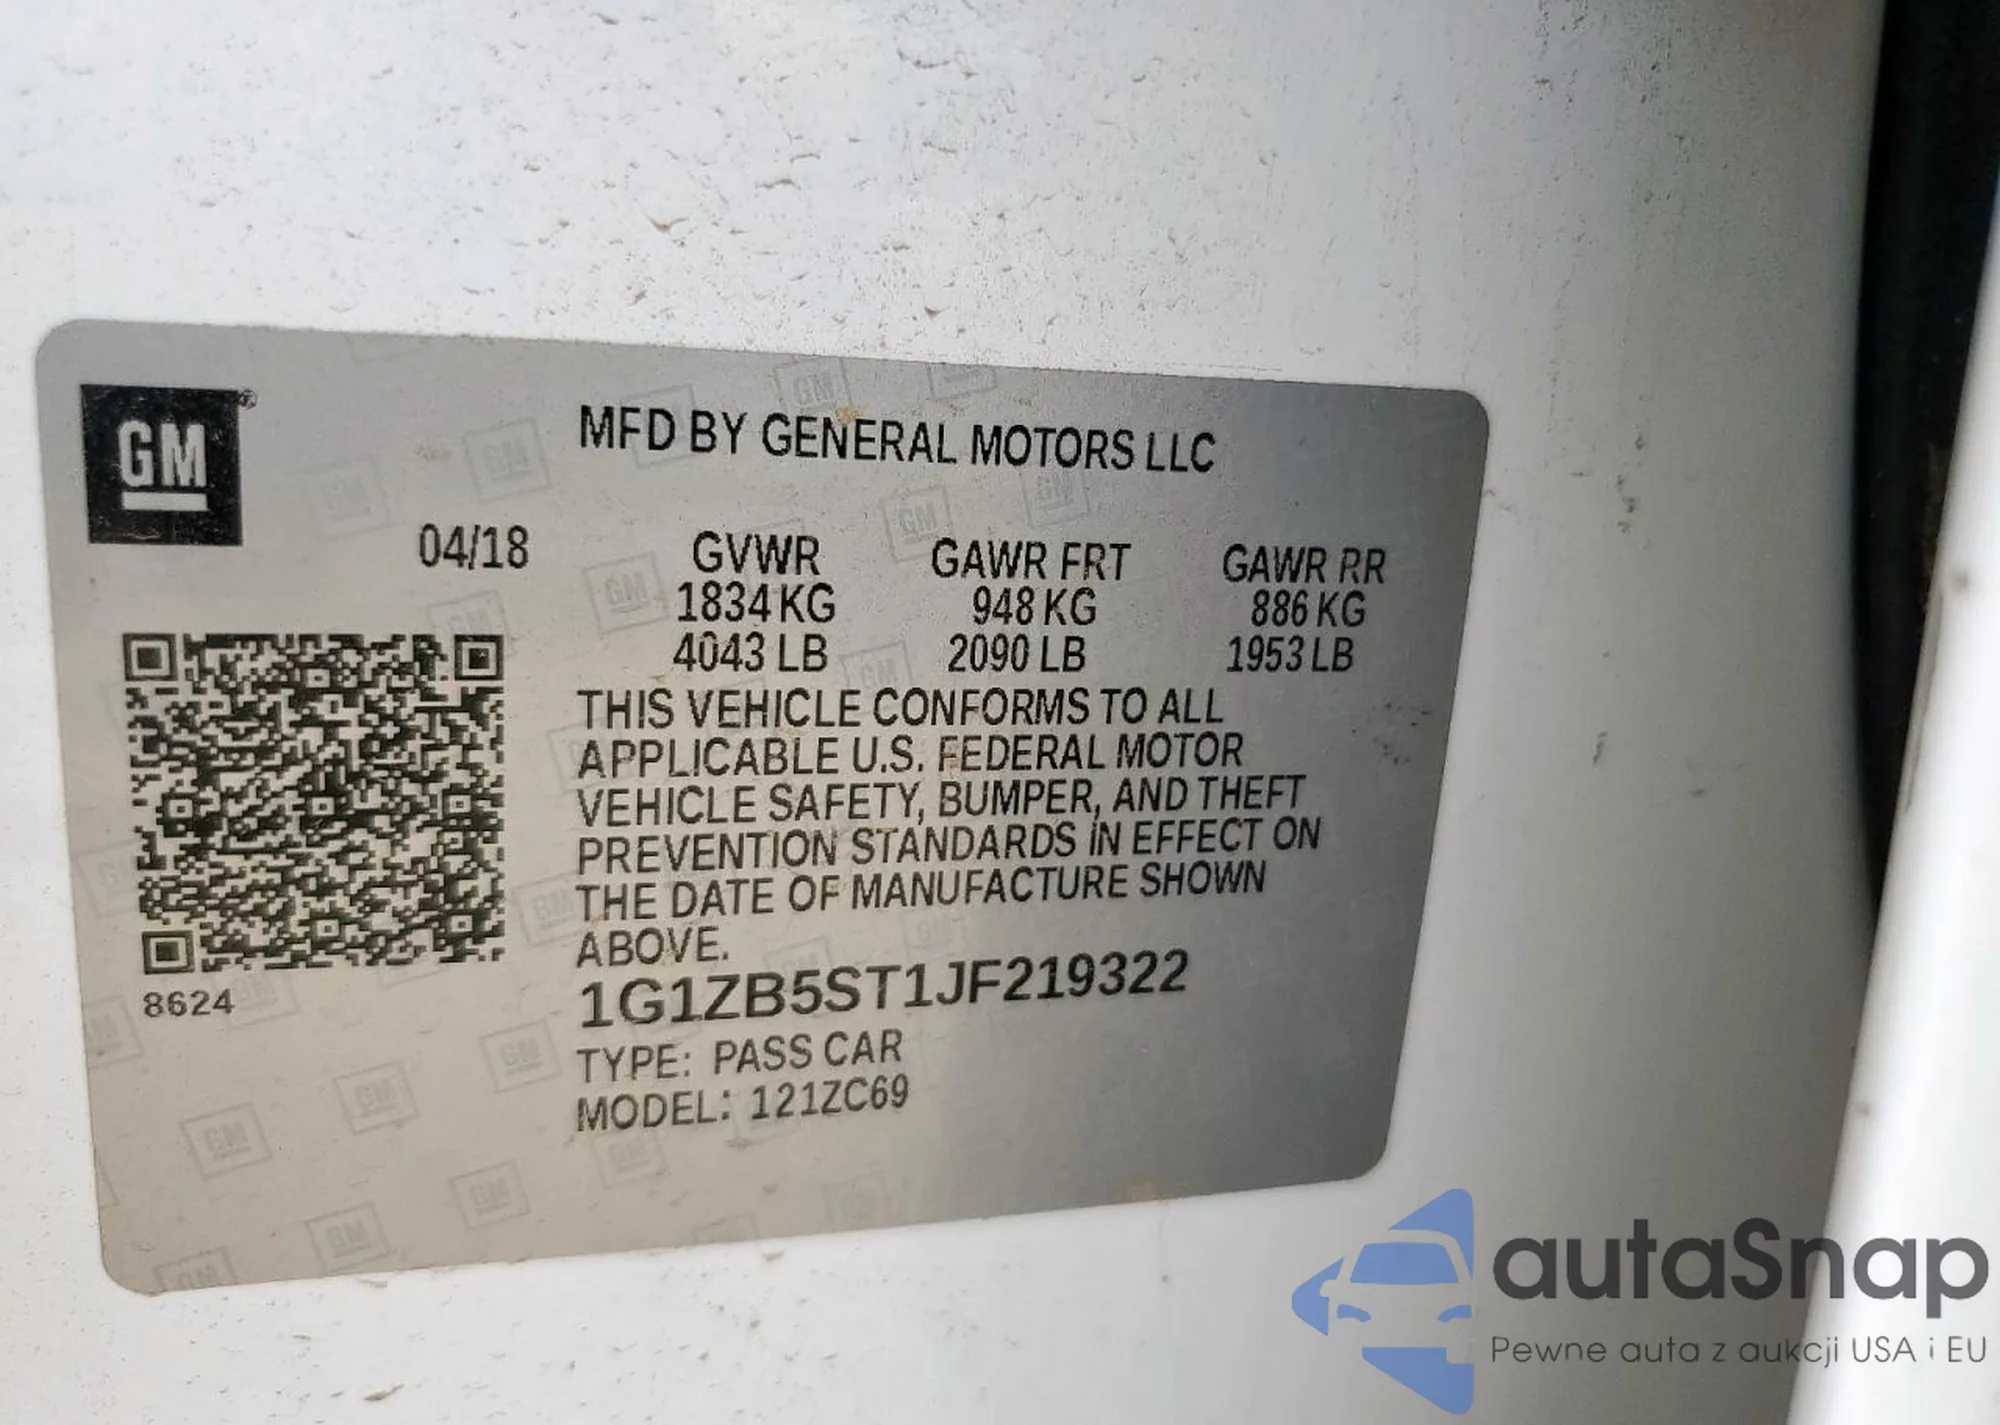 GM
MFD BY GENERAL MOTORS LLC
04/18
GVWR GAWR FRT GAWR RR
1834 KG 948 KG 886 KG
4043 LB 2090 LB 1953 LB
THIS VEHICLE CONFORMS TO ALL
APPLICABLE U.S. FEDERAL MOTOR
VEHICLE SAFETY, BUMPER, AND THEFT
PREVENTION STANDARDS IN EFFECT ON
THE DATE OF MANUFACTURE SHOWN
ABOVE.
8624
1G1ZB5ST1JF219322
TYPE: PASS CAR
MODEL: 121ZC69
autaSnap
Pewne auta z aukcji USA i EU